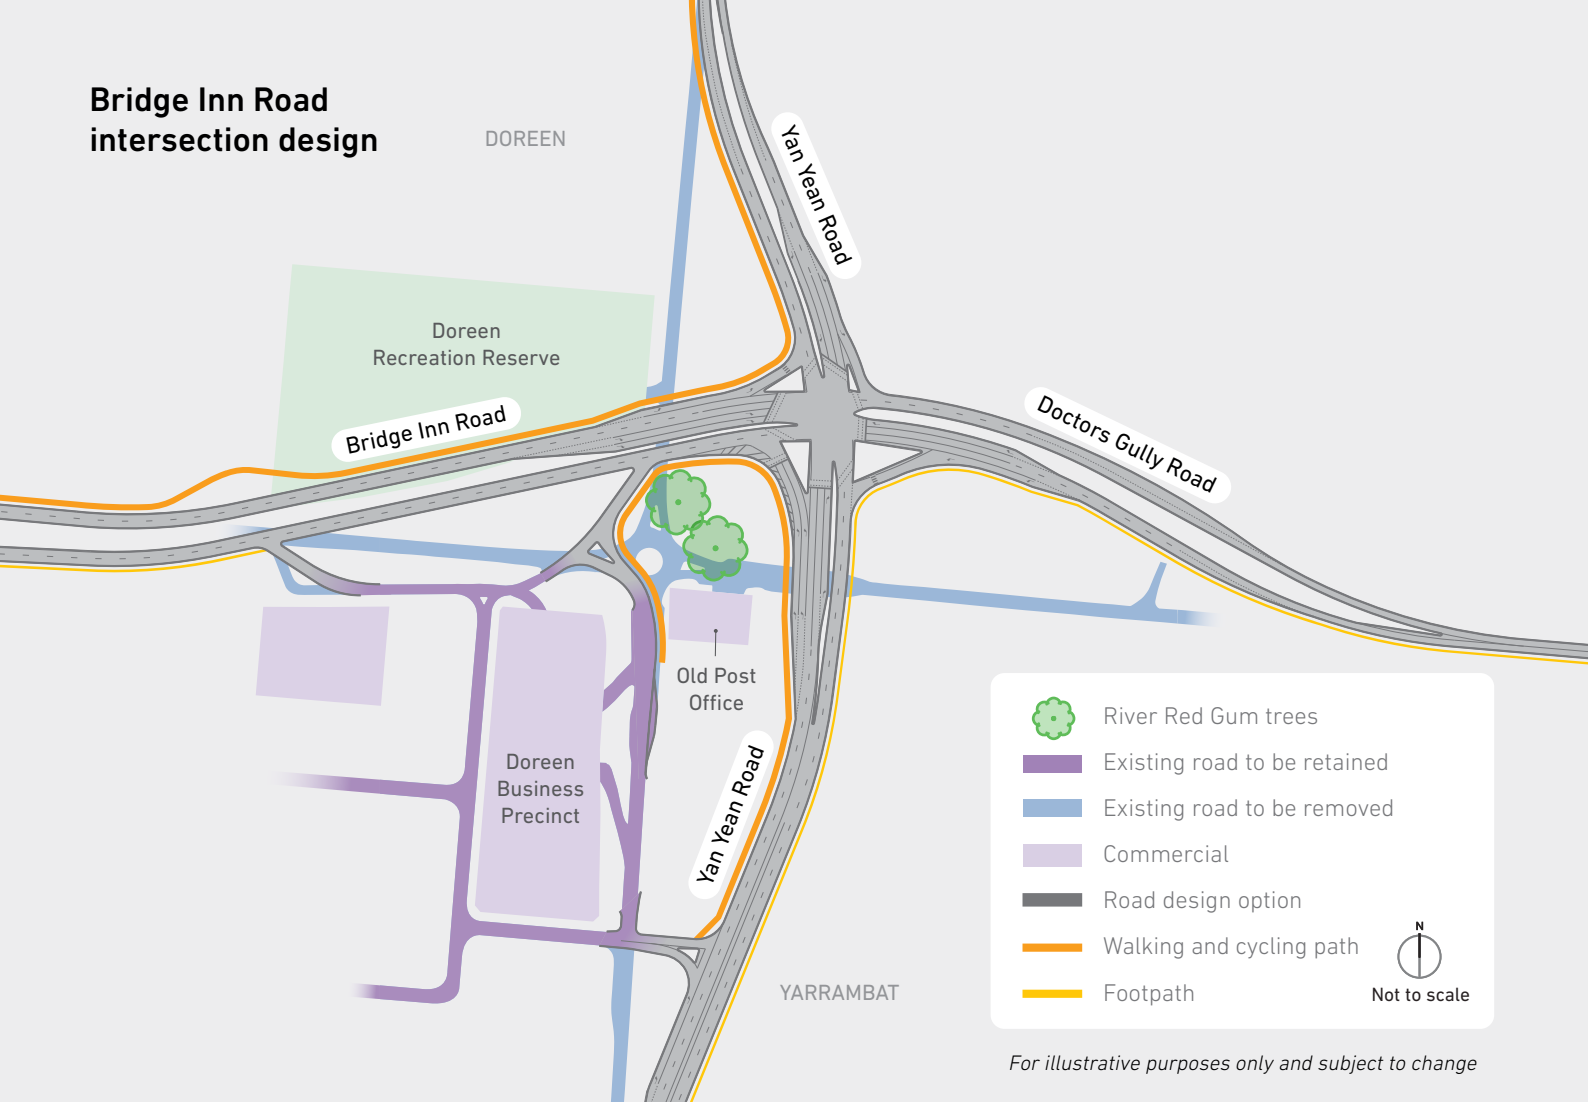 Bridge Inn Road
intersection design
DOREEN
Yan Yean Road
Doreen
Recreation Reserve
Bridge Inn Road
Doctors Gully Road
Old Post
Office
Doreen
Business
Precinct
Yan Yean Road
YARRAMBAT
River Red Gum trees
Existing road to be retained
Existing road to be removed
Commercial
Road design option
Walking and cycling path
Footpath
N
Not to scale
For illustrative purposes only and subject to change